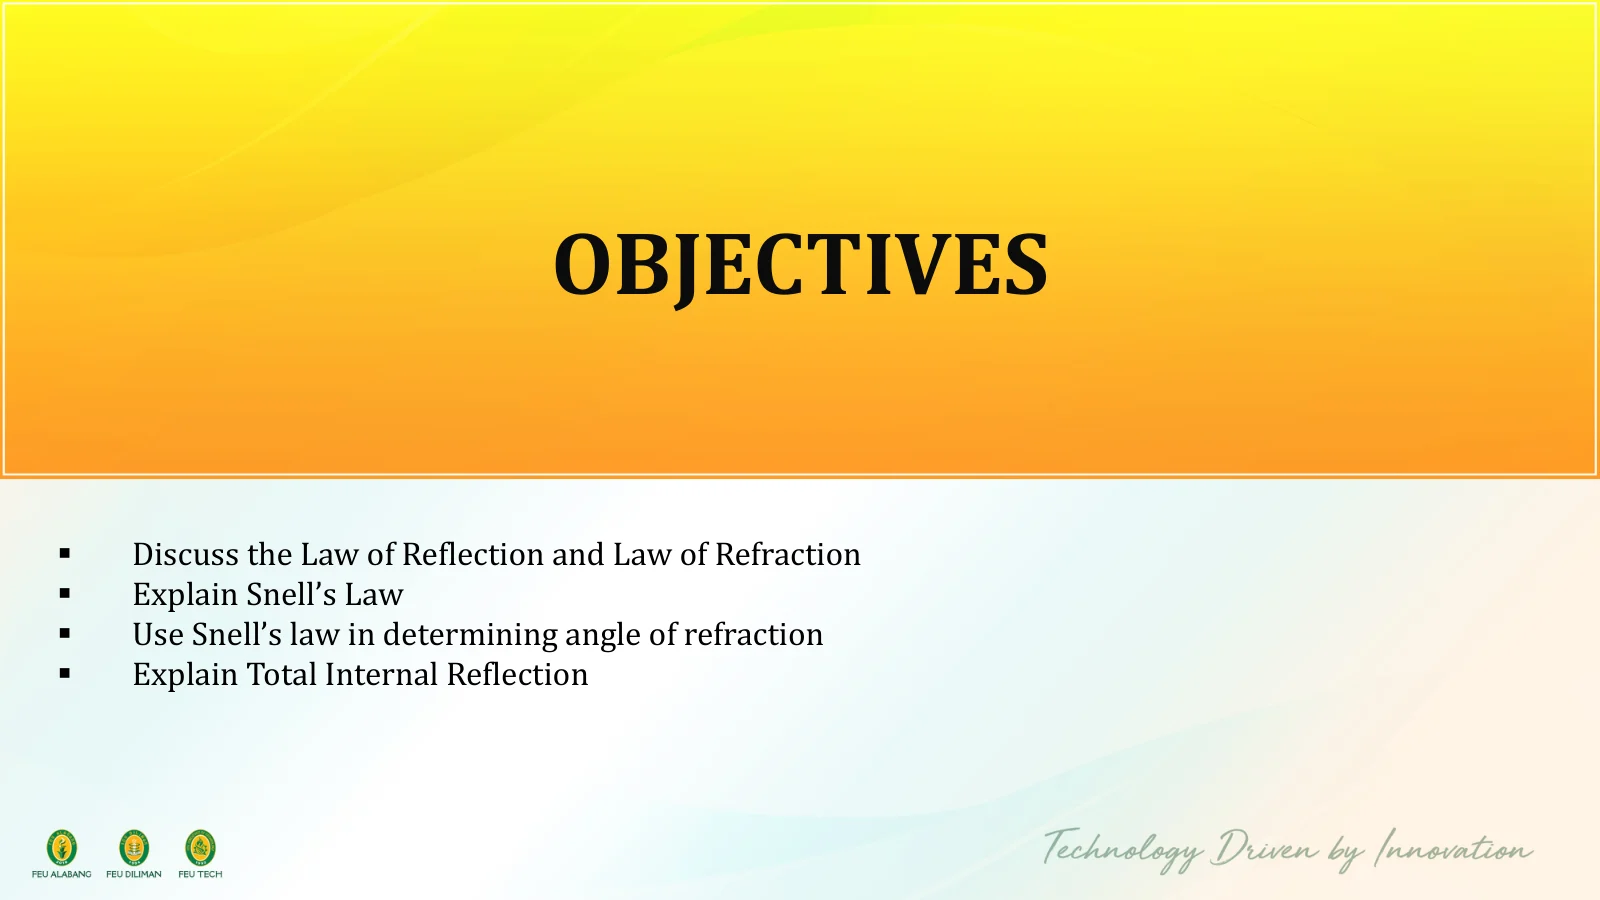 OBJECTIVES
▪ Discuss the Law of Reflection and Law of Refraction
▪ Explain Snell’s Law
▪ Use Snell’s law in determining angle of refraction
▪ Explain Total Internal Reflection
FEU ALABANG FEU DILIMAN FEU TECH
Technology Driven by Innovation